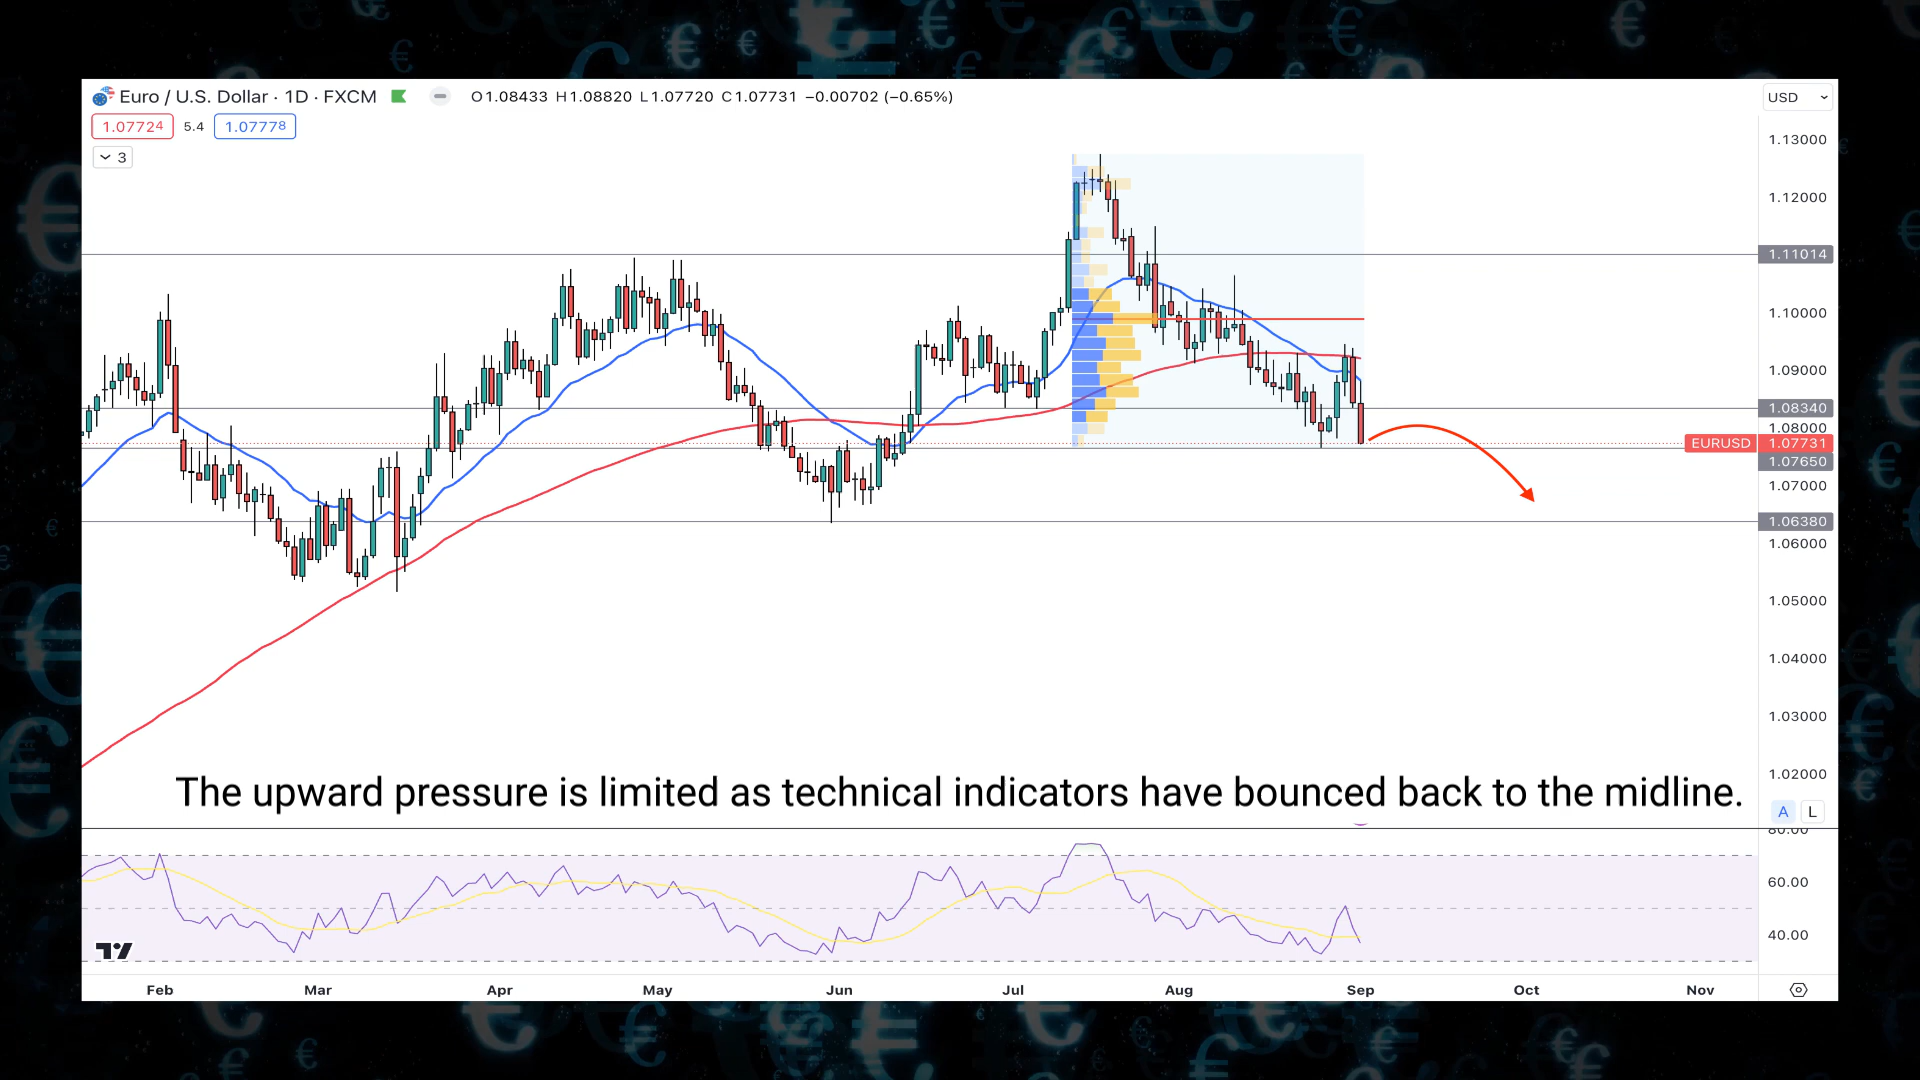 Euro / U.S. Dollar · 1D · FXCM
O1.08433 H1.08820 L1.07720 C1.07731 −0.00702 (−0.65%)
USD
1.07724 5.4 1.07778
3
1.13000
1.12000
1.11014
1.10000
1.09000
1.08340
1.08000
EURUSD 1.07731
1.07650
1.07000
1.06380
1.06000
1.05000
1.04000
1.03000
1.02000
The upward pressure is limited as technical indicators have bounced back to the midline.
A L
80.00
60.00
40.00
Feb Mar Apr May Jun Jul Aug Sep Oct Nov